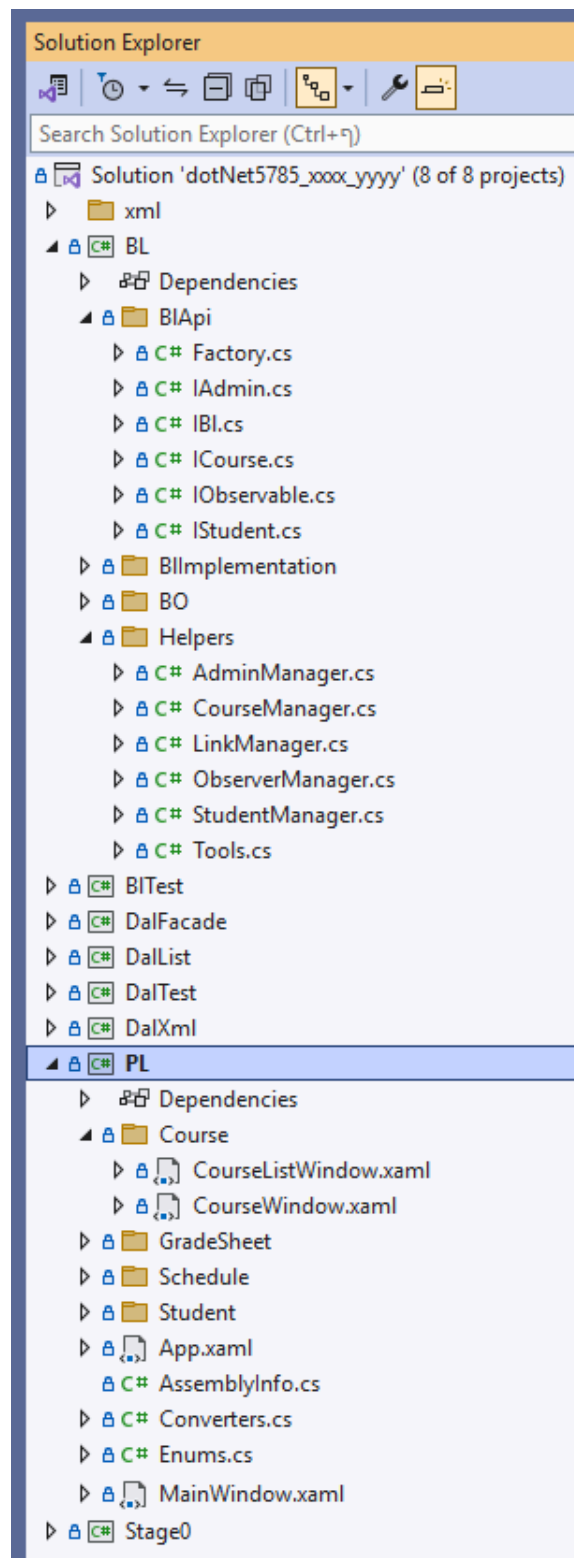 Solution Explorer
Search Solution Explorer (Ctrl+ף)
Solution 'dotNet5785_xxxx_yyyy' (8 of 8 projects)
xml
C# BL
Dependencies
BlApi
C# Factory.cs
C# IAdmin.cs
C# IBl.cs
C# ICourse.cs
C# IObservable.cs
C# IStudent.cs
BlImplementation
BO
Helpers
C# AdminManager.cs
C# CourseManager.cs
C# LinkManager.cs
C# ObserverManager.cs
C# StudentManager.cs
C# Tools.cs
C# BlTest
C# DalFacade
C# DalList
C# DalTest
C# DalXml
C# PL
Dependencies
Course
CourseListWindow.xaml
CourseWindow.xaml
GradeSheet
Schedule
Student
App.xaml
C# AssemblyInfo.cs
C# Converters.cs
C# Enums.cs
MainWindow.xaml
C# Stage0